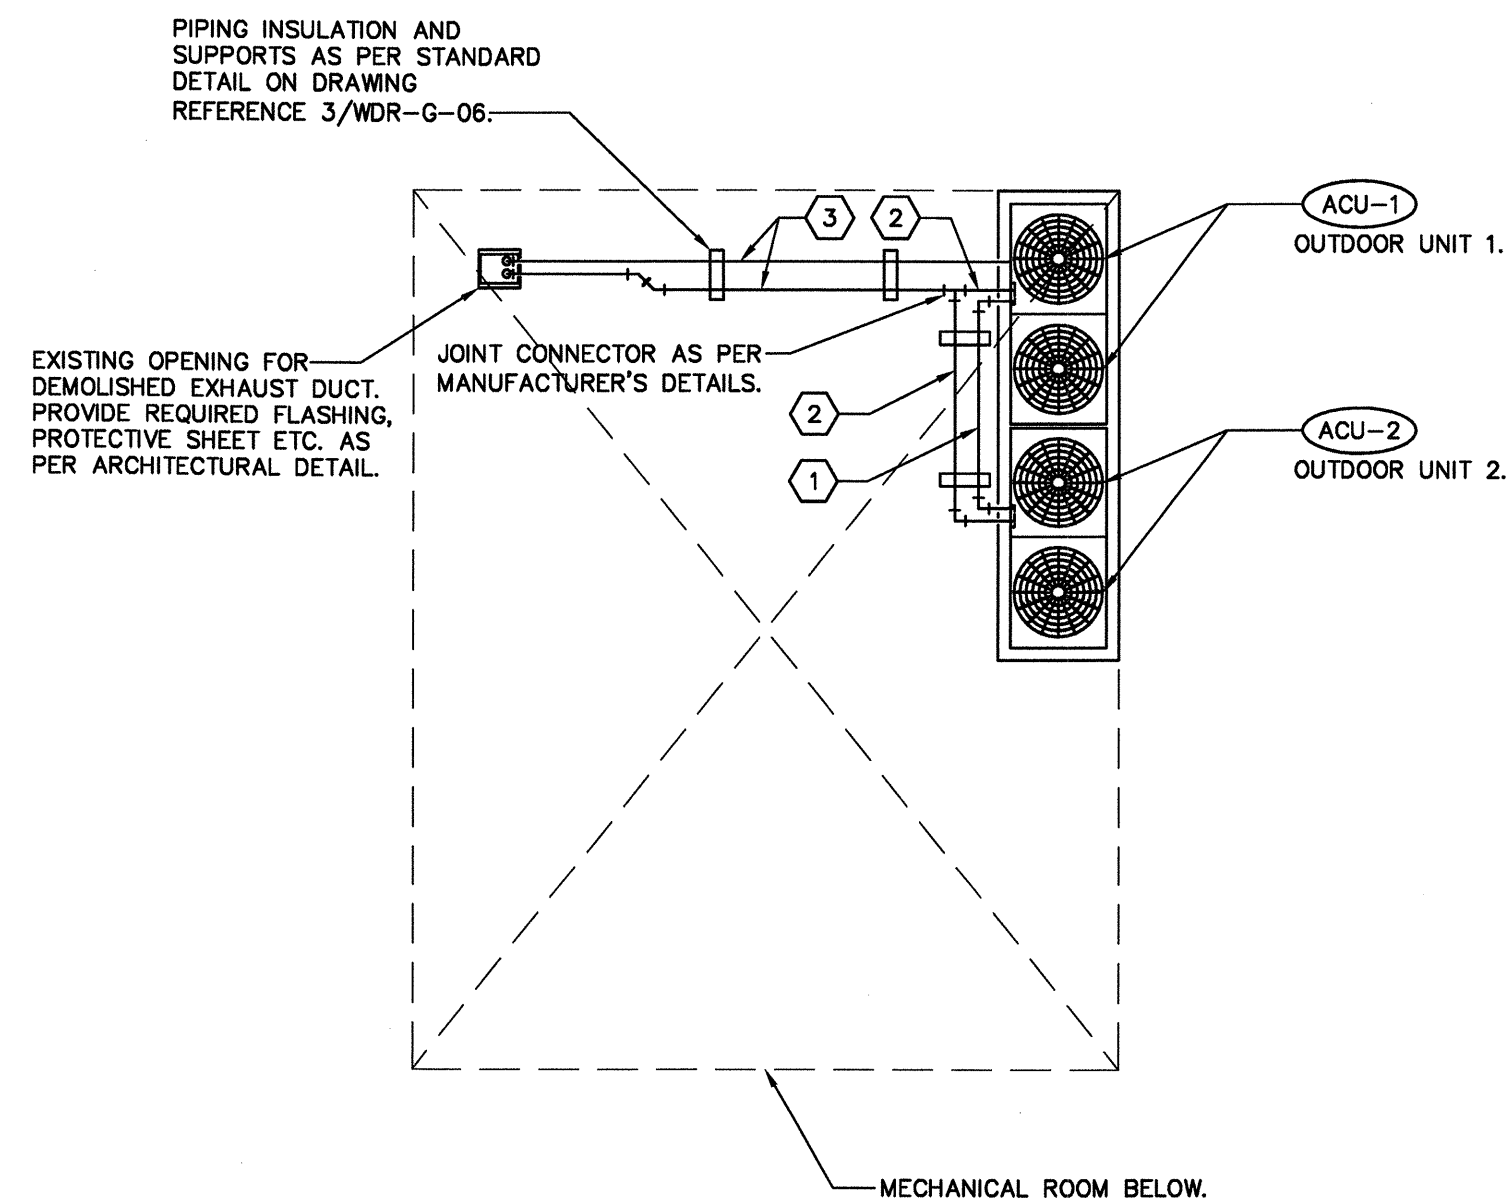 PIPING INSULATION AND
SUPPORTS AS PER STANDARD
DETAIL ON DRAWING
REFERENCE 3/WDR-G-06.
3
2
ACU-1
OUTDOOR UNIT 1.
EXISTING OPENING FOR
DEMOLISHED EXHAUST DUCT.
PROVIDE REQUIRED FLASHING,
PROTECTIVE SHEET ETC. AS
PER ARCHITECTURAL DETAIL.
JOINT CONNECTOR AS PER
MANUFACTURER'S DETAILS.
2
1
ACU-2
OUTDOOR UNIT 2.
MECHANICAL ROOM BELOW.